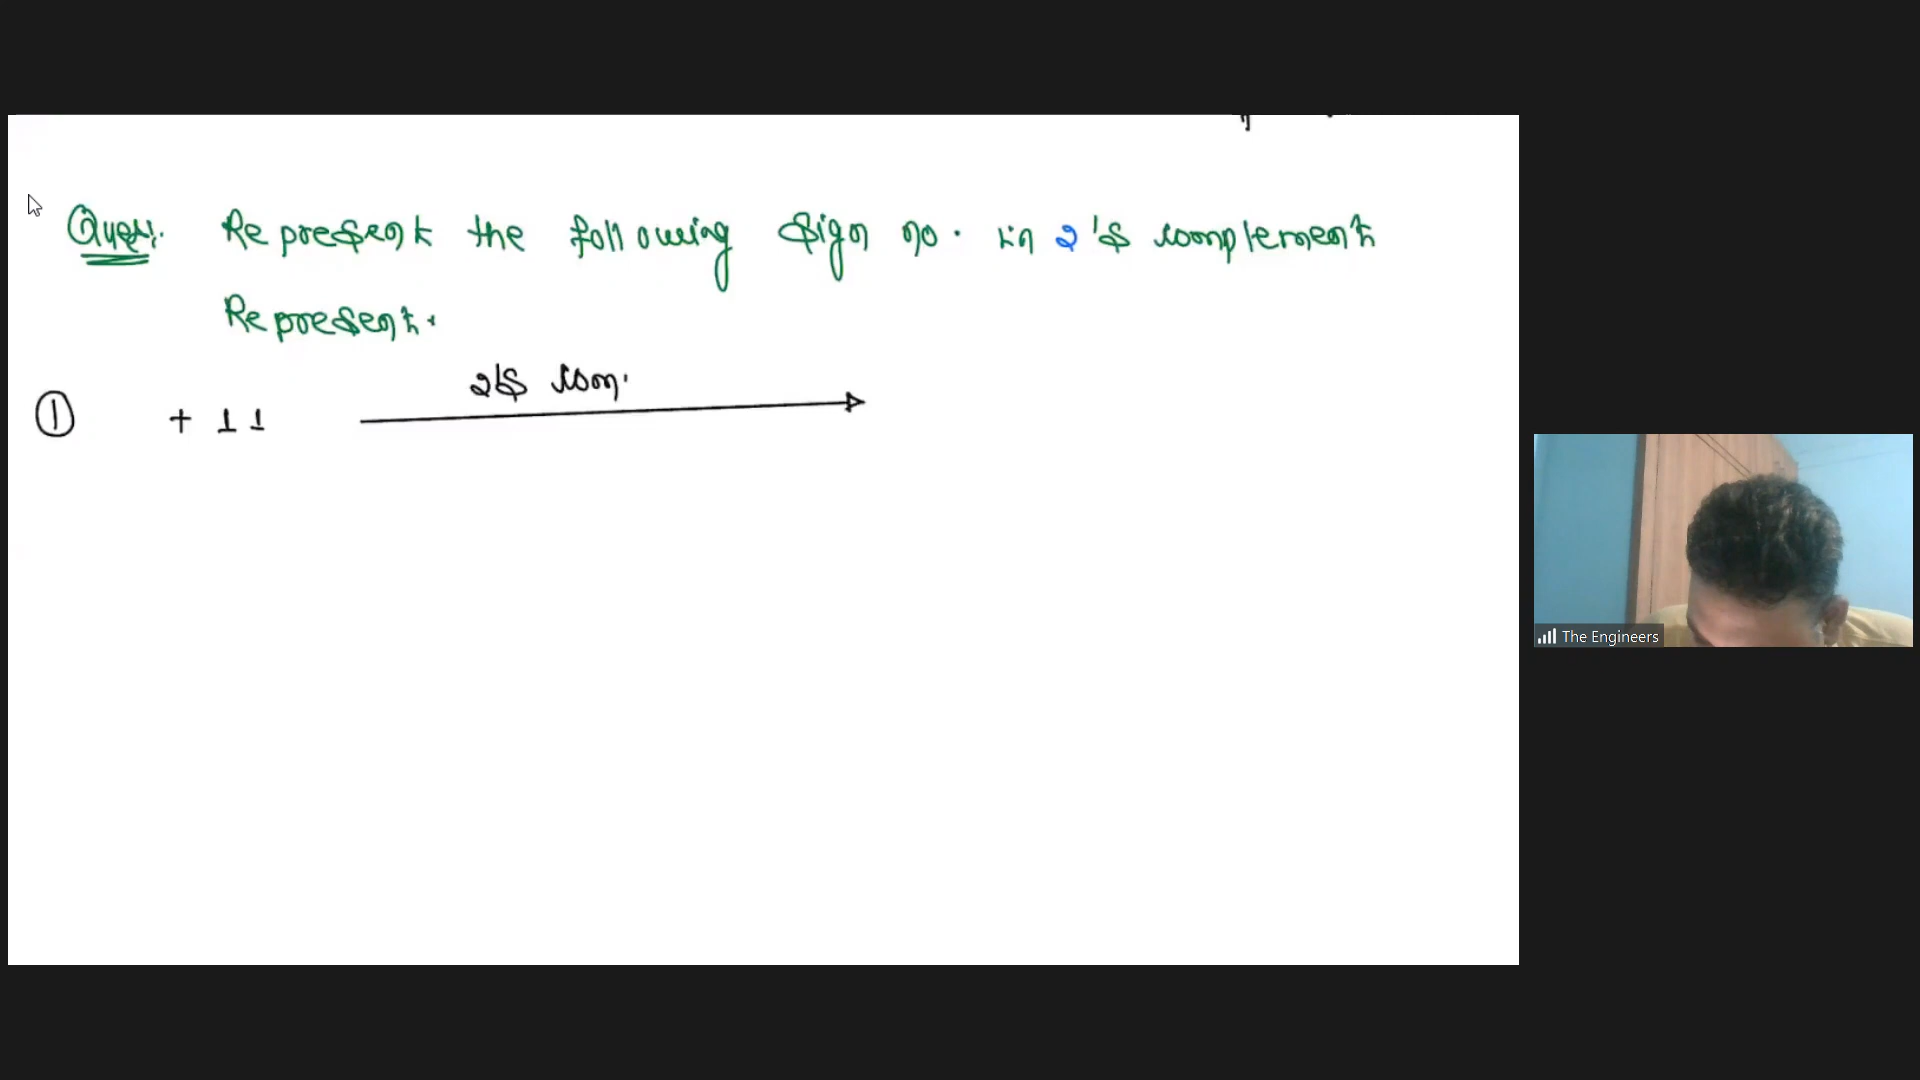 Ques:. Represent the following Sign no. in 2's complement
Represent.
2's com.
① + 11
The Engineers